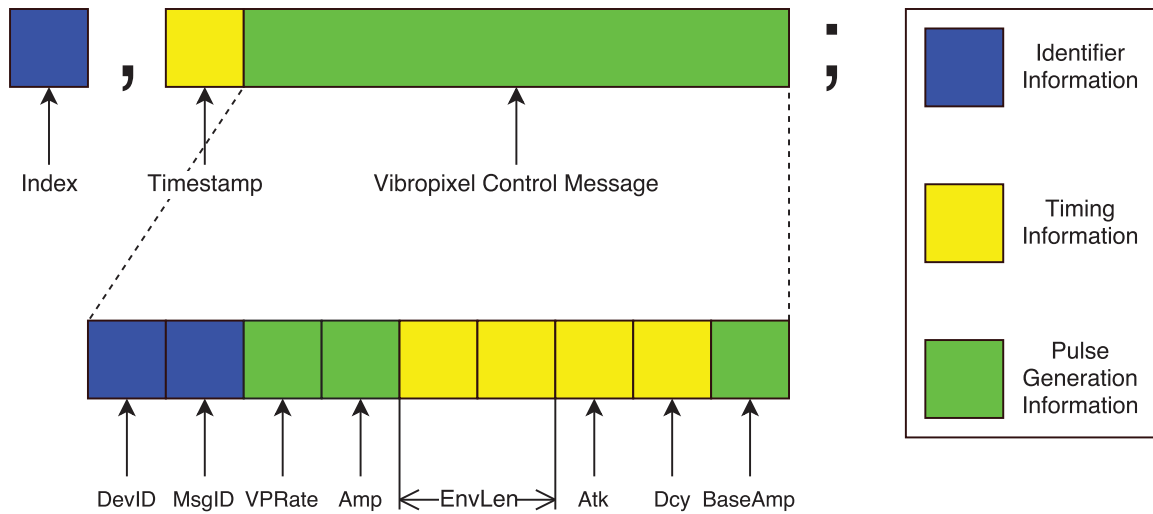 , ;
Index Timestamp Vibropixel Control Message
DevID MsgID VPRate Amp EnvLen Atk Dcy BaseAmp
Identifier
Information
Timing
Information
Pulse
Generation
Information